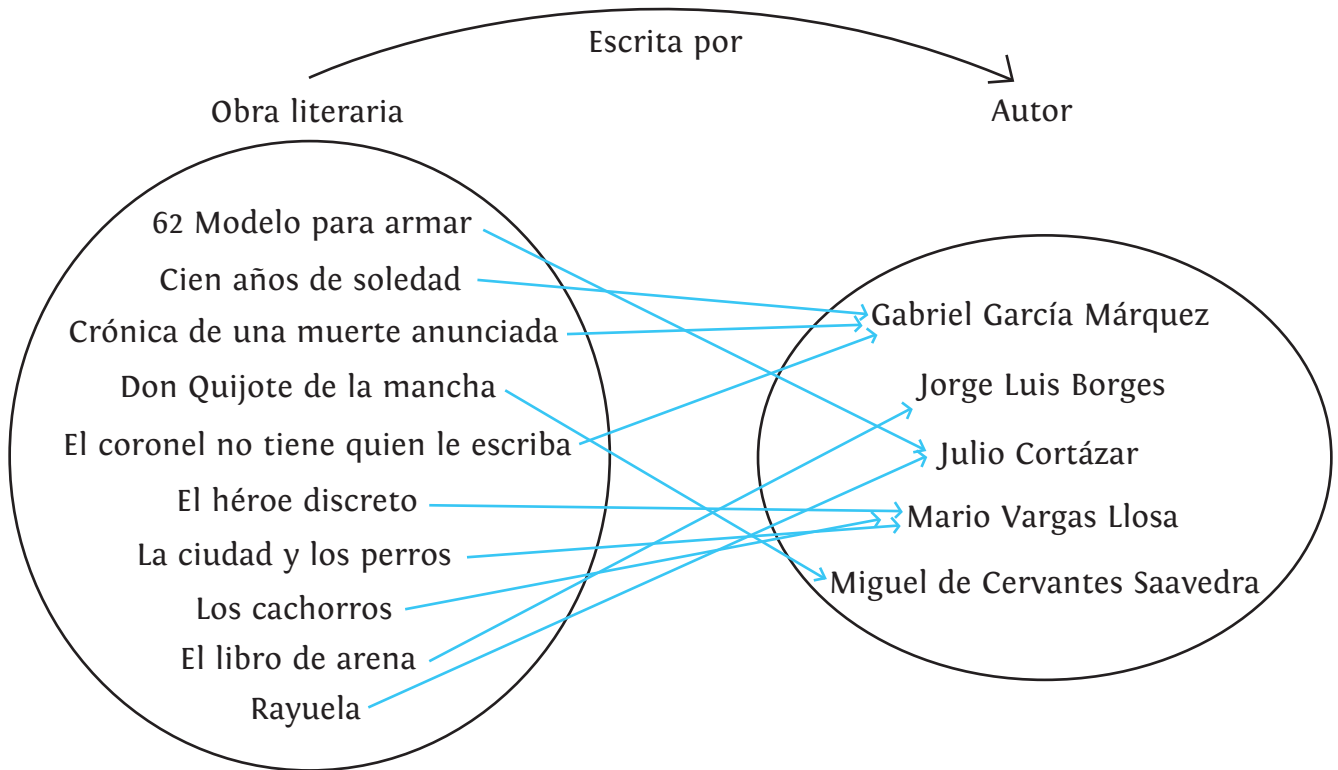 Escrita por
Obra literaria
Autor
62 Modelo para armar
Cien años de soledad
Crónica de una muerte anunciada
Don Quijote de la mancha
El coronel no tiene quien le escriba
El héroe discreto
La ciudad y los perros
Los cachorros
El libro de arena
Rayuela
Gabriel García Márquez
Jorge Luis Borges
Julio Cortázar
Mario Vargas Llosa
Miguel de Cervantes Saavedra